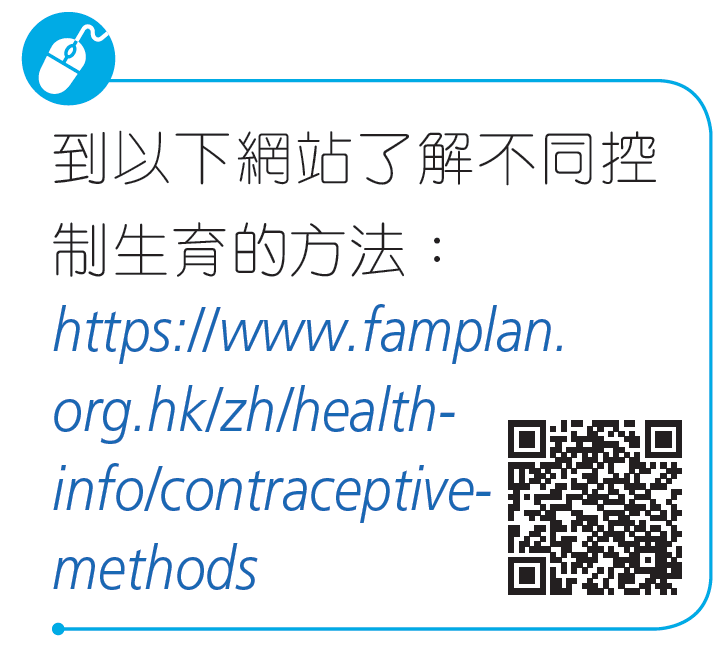 到以下網站了解不同控
制生育的方法：
https://www.famplan.
org.hk/zh/health-
info/contraceptive-
methods